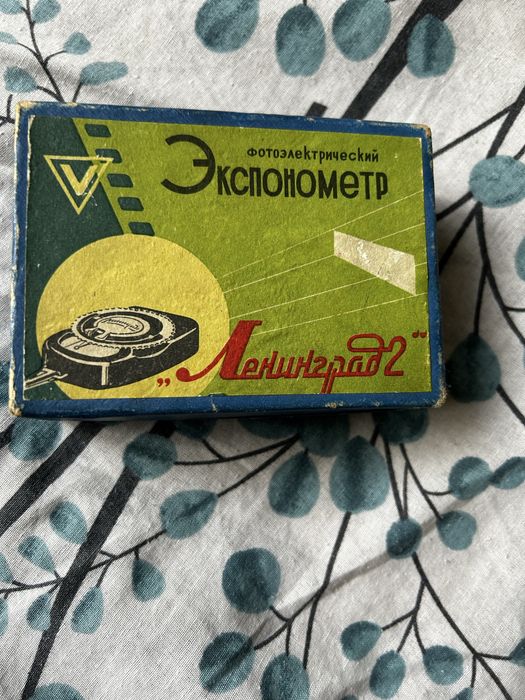 V
фотоэлектрический
Экспонометр
„Ленинград 2"